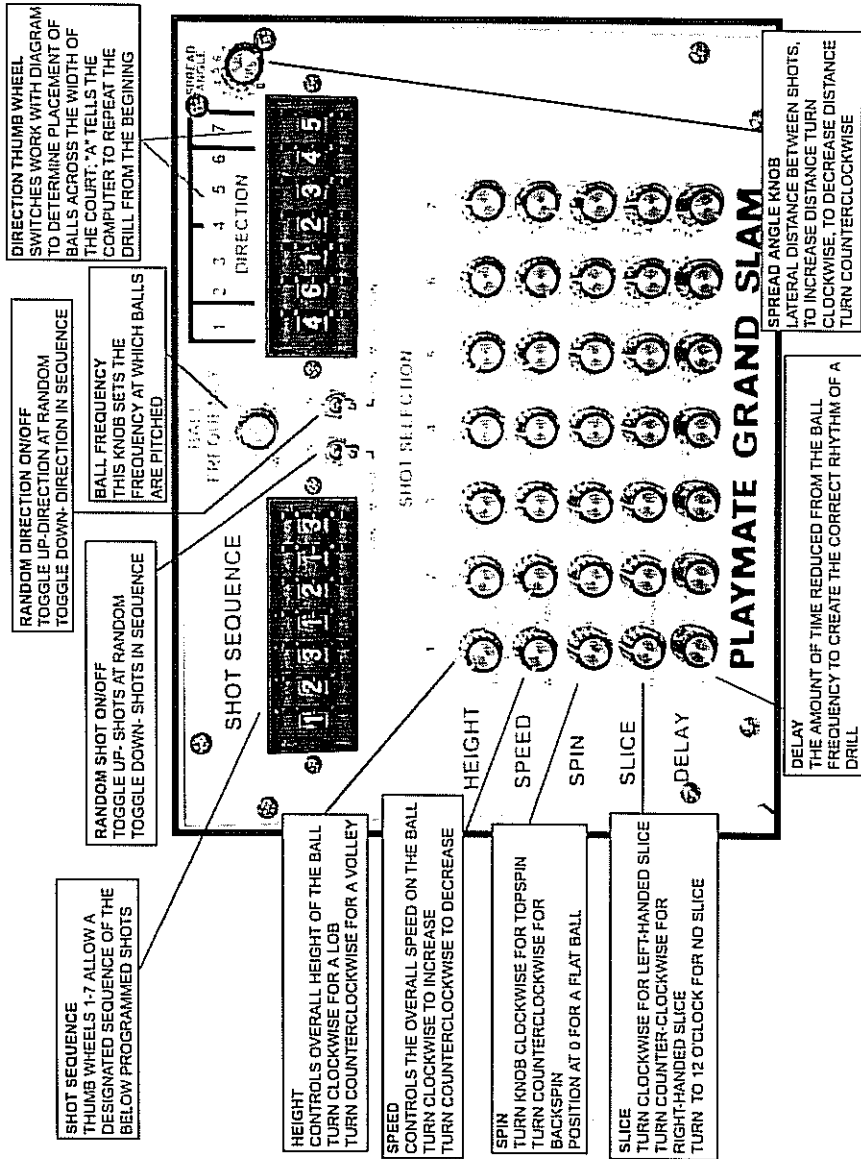 SHOT SEQUENCE
THUMB WHEELS 1-7 ALLOW A
DESIGNATED SEQUENCE OF THE
BELOW PROGRAMMED SHOTS
RANDOM SHOT ON/OFF
TOGGLE UP- SHOTS AT RANDOM
TOGGLE DOWN- SHOTS IN SEQUENCE
RANDOM DIRECTION ON/OFF
TOGGLE UP-DIRECTION AT RANDOM
TOGGLE DOWN- DIRECTION IN SEQUENCE
BALL FREQUENCY
THIS KNOB SETS THE
FREQUENCY AT WHICH BALLS
ARE PITCHED
DIRECTION THUMB WHEEL
SWITCHES WORK WITH DIAGRAM
TO DETERMINE PLACEMENT OF
BALLS ACROSS THE WIDTH OF
THE COURT; "A" TELLS THE
COMPUTER TO REPEAT THE
DRILL FROM THE BEGINING
HEIGHT
CONTROLS OVERALL HEIGHT OF THE BALL
TURN CLOCKWISE FOR A LOB
TURN COUNTERCLOCKWISE FOR A VOLLEY
SPEED
CONTROLS THE OVERALL SPEED ON THE BALL
TURN CLOCKWISE TO INCREASE
TURN COUNTERCLOCKWISE TO DECREASE
SPIN
TURN KNOB CLOCKWISE FOR TOPSPIN
TURN COUNTERCLOCKWISE FOR
BACKSPIN
POSITION AT 0 FOR A FLAT BALL
SLICE
TURN CLOCKWISE FOR LEFT-HANDED SLICE
TURN COUNTER-CLOCKWISE FOR
RIGHT-HANDED SLICE
TURN TO 12 O'CLOCK FOR NO SLICE
SHOT SEQUENCE
1 2 3 1 2 1 3
BALL
FREQUENCY
1 2 3 4 5 6 7
DIRECTION
SPREAD
ANGLE
4 6 1 2 3 4 5
SHOT SELECTION
1 2 3 4 5 6 7
HEIGHT
SPEED
SPIN
SLICE
DELAY
PLAYMATE GRAND SLAM
DELAY
THE AMOUNT OF TIME REDUCED FROM THE BALL
FREQUENCY TO CREATE THE CORRECT RHYTHM OF A
DRILL
SPREAD ANGLE KNOB
LATERAL DISTANCE BETWEEN SHOTS,
TO INCREASE DISTANCE TURN
CLOCKWISE, TO DECREASE DISTANCE
TURN COUNTERCLOCKWISE